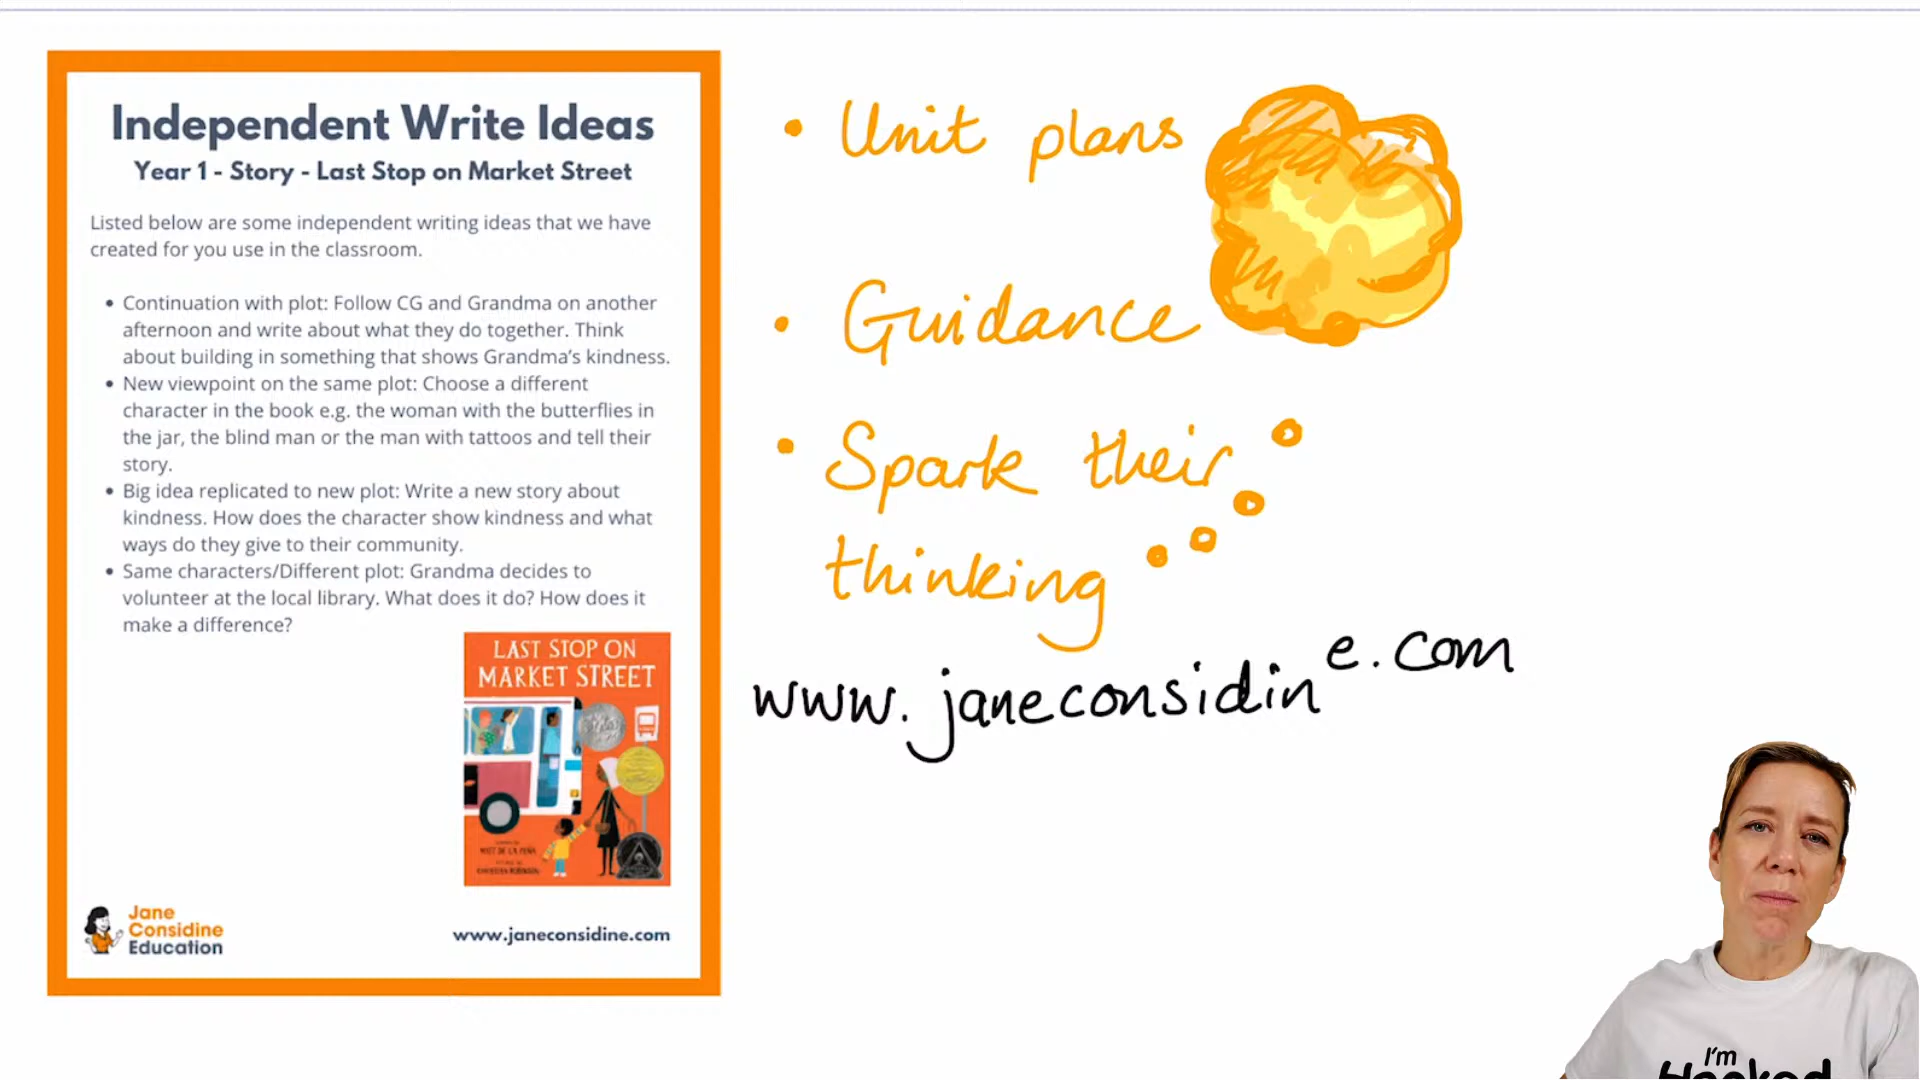 Independent Write Ideas
Year 1 - Story - Last Stop on Market Street
Listed below are some independent writing ideas that we have
created for you use in the classroom.
• Continuation with plot: Follow CG and Grandma on another
afternoon and write about what they do together. Think
about building in something that shows Grandma's kindness.
• New viewpoint on the same plot: Choose a different
character in the book e.g. the woman with the butterflies in
the jar, the blind man or the man with tattoos and tell their
story.
• Big idea replicated to new plot: Write a new story about
kindness. How does the character show kindness and what
ways do they give to their community.
• Same characters/Different plot: Grandma decides to
volunteer at the local library. What does it do? How does it
make a difference?
LAST STOP ON
MARKET STREET
MATT DE LA PEÑA
CHRISTIAN ROBINSON
Jane
Considine
Education
www.janeconsidine.com
• Unit plans
• Guidance
• Spark their
thinking
www.janeconsidine.com
I'm
Hooked